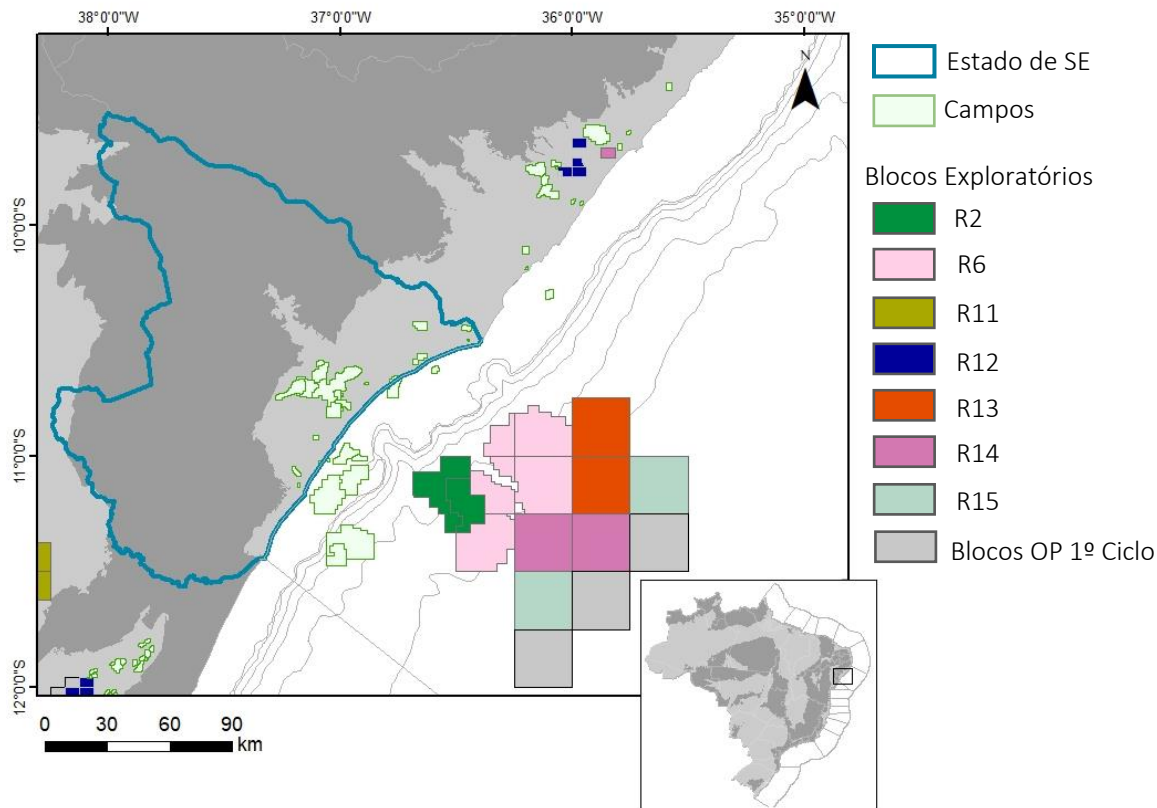 38°0'0"W 37°0'0"W 36°0'0"W 35°0'0"W
10°0'0"S
11°0'0"S
12°0'0"S
N
0 30 60 90
km
Estado de SE
Campos
Blocos Exploratórios
R2
R6
R11
R12
R13
R14
R15
Blocos OP 1º Ciclo